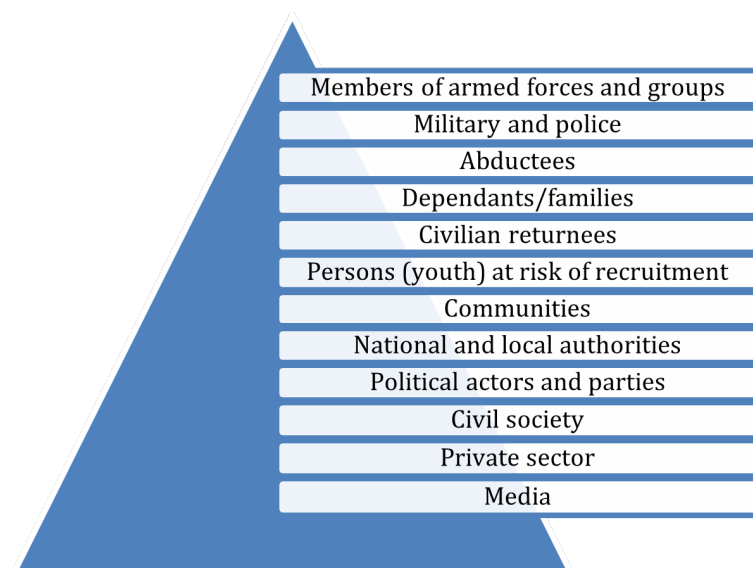 Members of armed forces and groups
Military and police
Abductees
Dependants/families
Civilian returnees
Persons (youth) at risk of recruitment
Communities
National and local authorities
Political actors and parties
Civil society
Private sector
Media